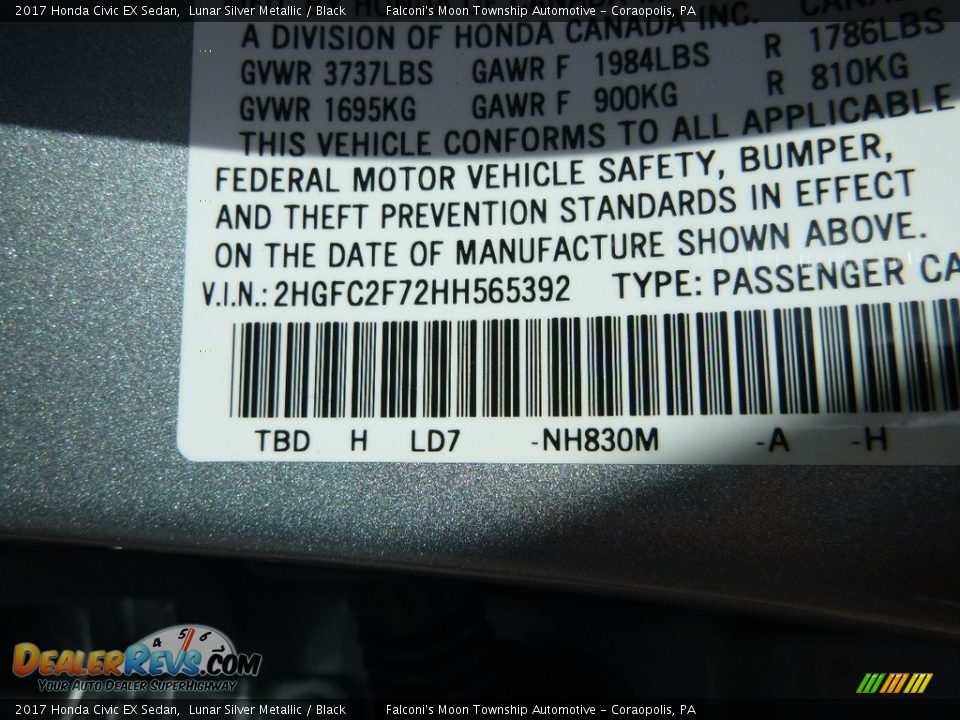 2017 Honda Civic EX Sedan, Lunar Silver Metallic / Black Falconi's Moon Township Automotive - Coraopolis, PA
A DIVISION OF HONDA CANADA INC.
GVWR 3737LBS GAWR F 1984LBS R 1786LBS
GVWR 1695KG GAWR F 900KG R 810KG
THIS VEHICLE CONFORMS TO ALL APPLICABLE
FEDERAL MOTOR VEHICLE SAFETY, BUMPER,
AND THEFT PREVENTION STANDARDS IN EFFECT
ON THE DATE OF MANUFACTURE SHOWN ABOVE.
V.I.N.: 2HGFC2F72HH565392 TYPE: PASSENGER CA
TBD H LD7 -NH830M -A -H
4 5 6
DEALERREVS.COM
YOUR AUTO DEALER SUPERHIGHWAY
2017 Honda Civic EX Sedan, Lunar Silver Metallic / Black Falconi's Moon Township Automotive - Coraopolis, PA